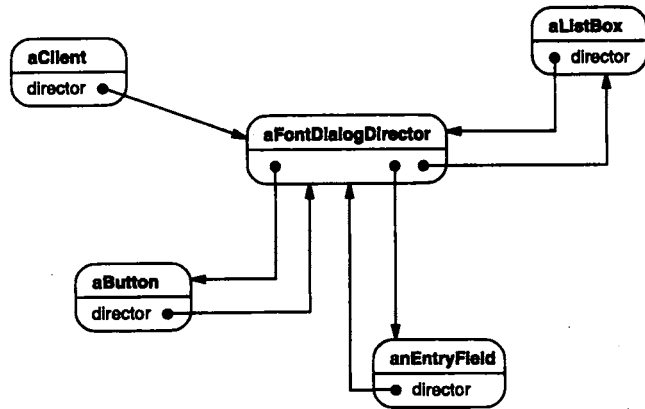 aListBox
director
aClient
director
aFontDialogDirector
aButton
director
anEntryField
director